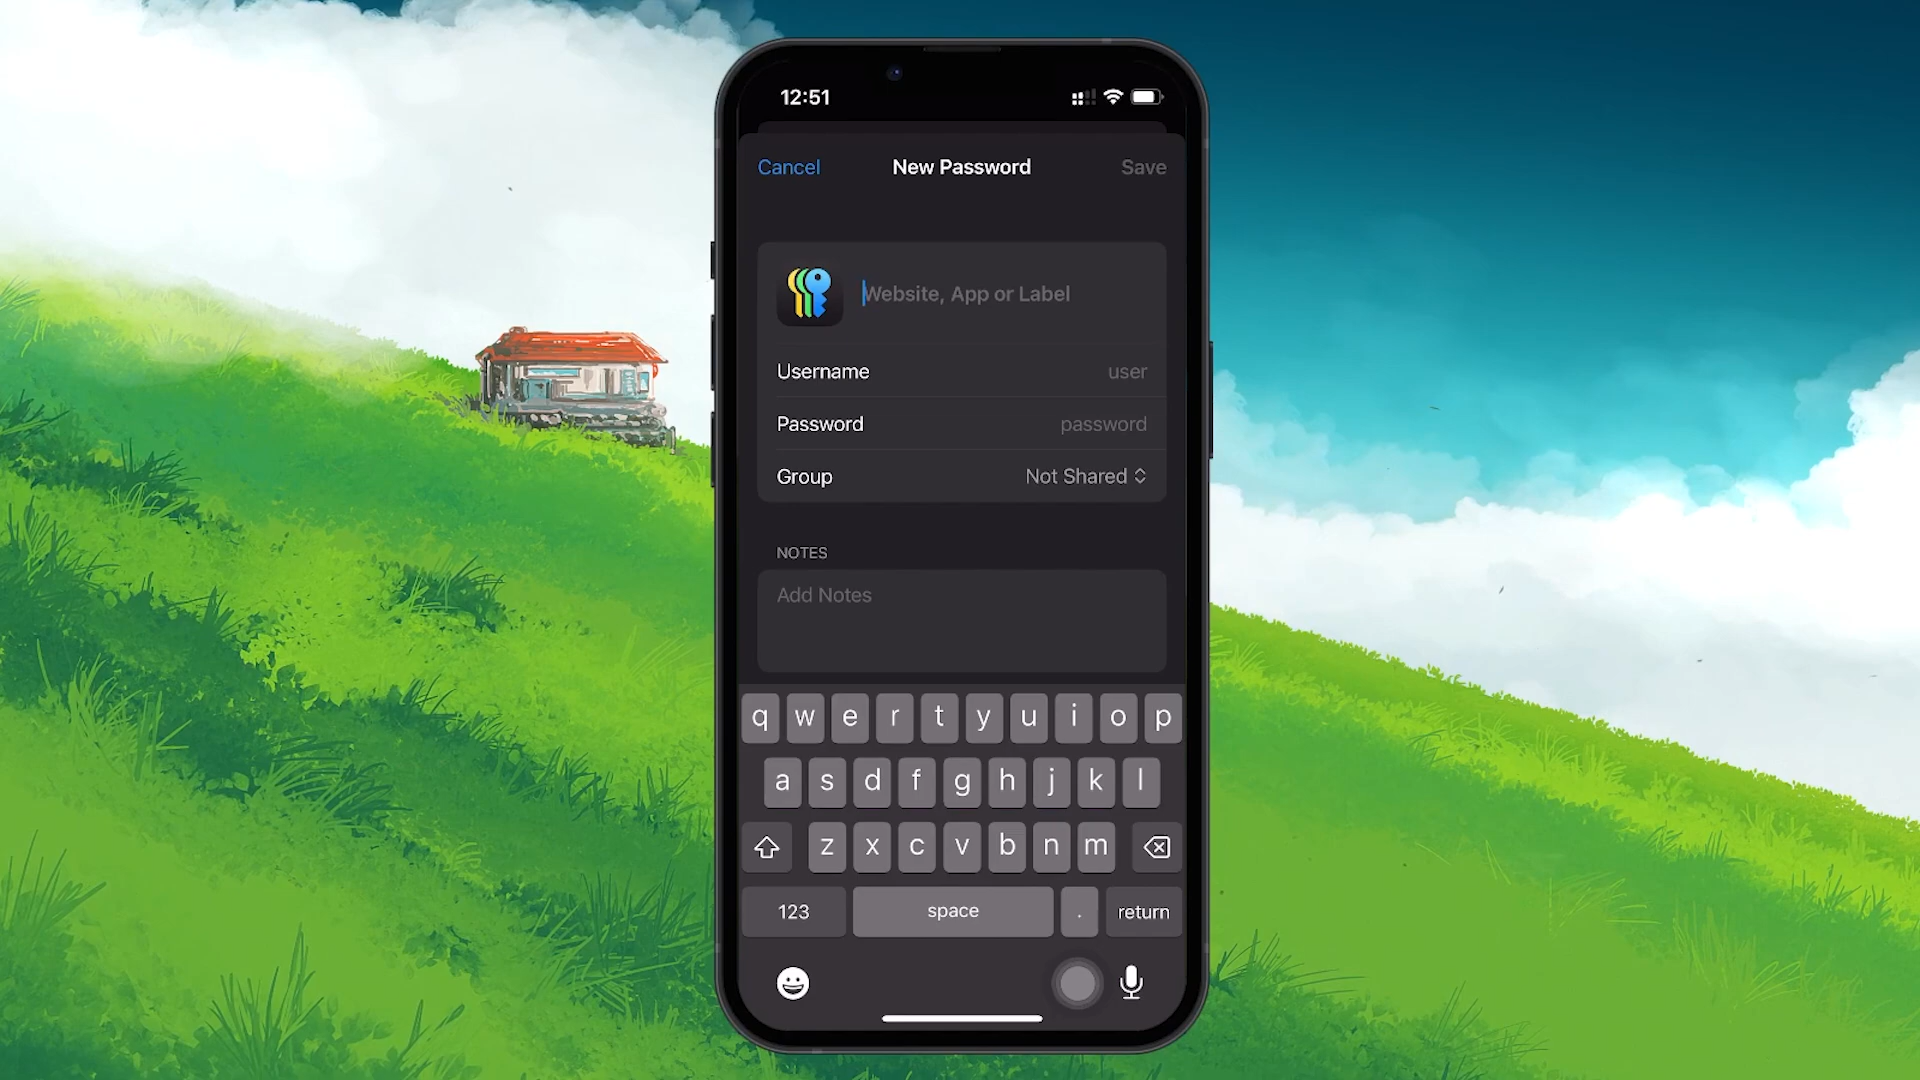 12:51
Cancel New Password Save
Website, App or Label
Username user
Password password
Group Not Shared
NOTES
Add Notes
q w e r t y u i o p
a s d f g h j k l
z x c v b n m
123 space . return